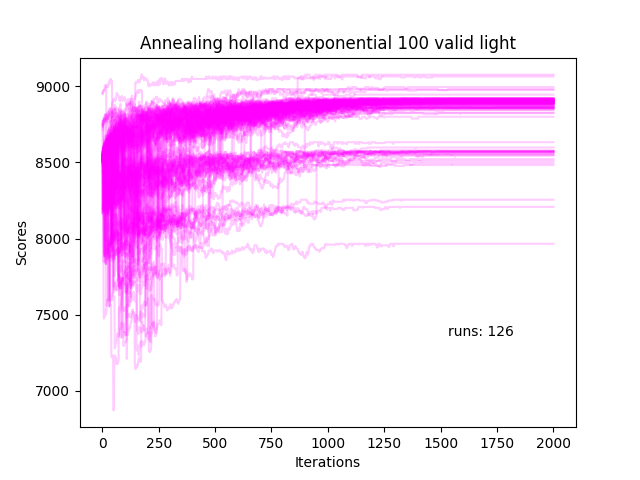 Annealing holland exponential 100 valid light
9000
8500
8000
7500
7000
Scores
runs: 126
0 250 500 750 1000 1250 1500 1750 2000
Iterations